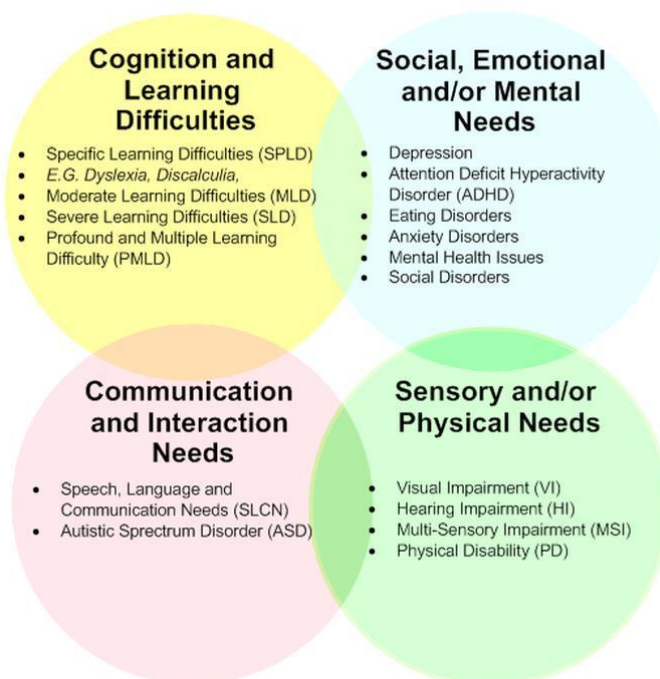 Cognition and
Learning
Difficulties
• Specific Learning Difficulties (SPLD)
• E.G. Dyslexia, Discalculia,
• Moderate Learning Difficulties (MLD)
• Severe Learning Difficulties (SLD)
• Profound and Multiple Learning
Difficulty (PMLD)
Social, Emotional
and/or Mental
Needs
• Depression
• Attention Deficit Hyperactivity
Disorder (ADHD)
• Eating Disorders
• Anxiety Disorders
• Mental Health Issues
• Social Disorders
Communication
and Interaction
Needs
• Speech, Language and
Communication Needs (SLCN)
• Autistic Sprectrum Disorder (ASD)
Sensory and/or
Physical Needs
• Visual Impairment (VI)
• Hearing Impairment (HI)
• Multi-Sensory Impairment (MSI)
• Physical Disability (PD)